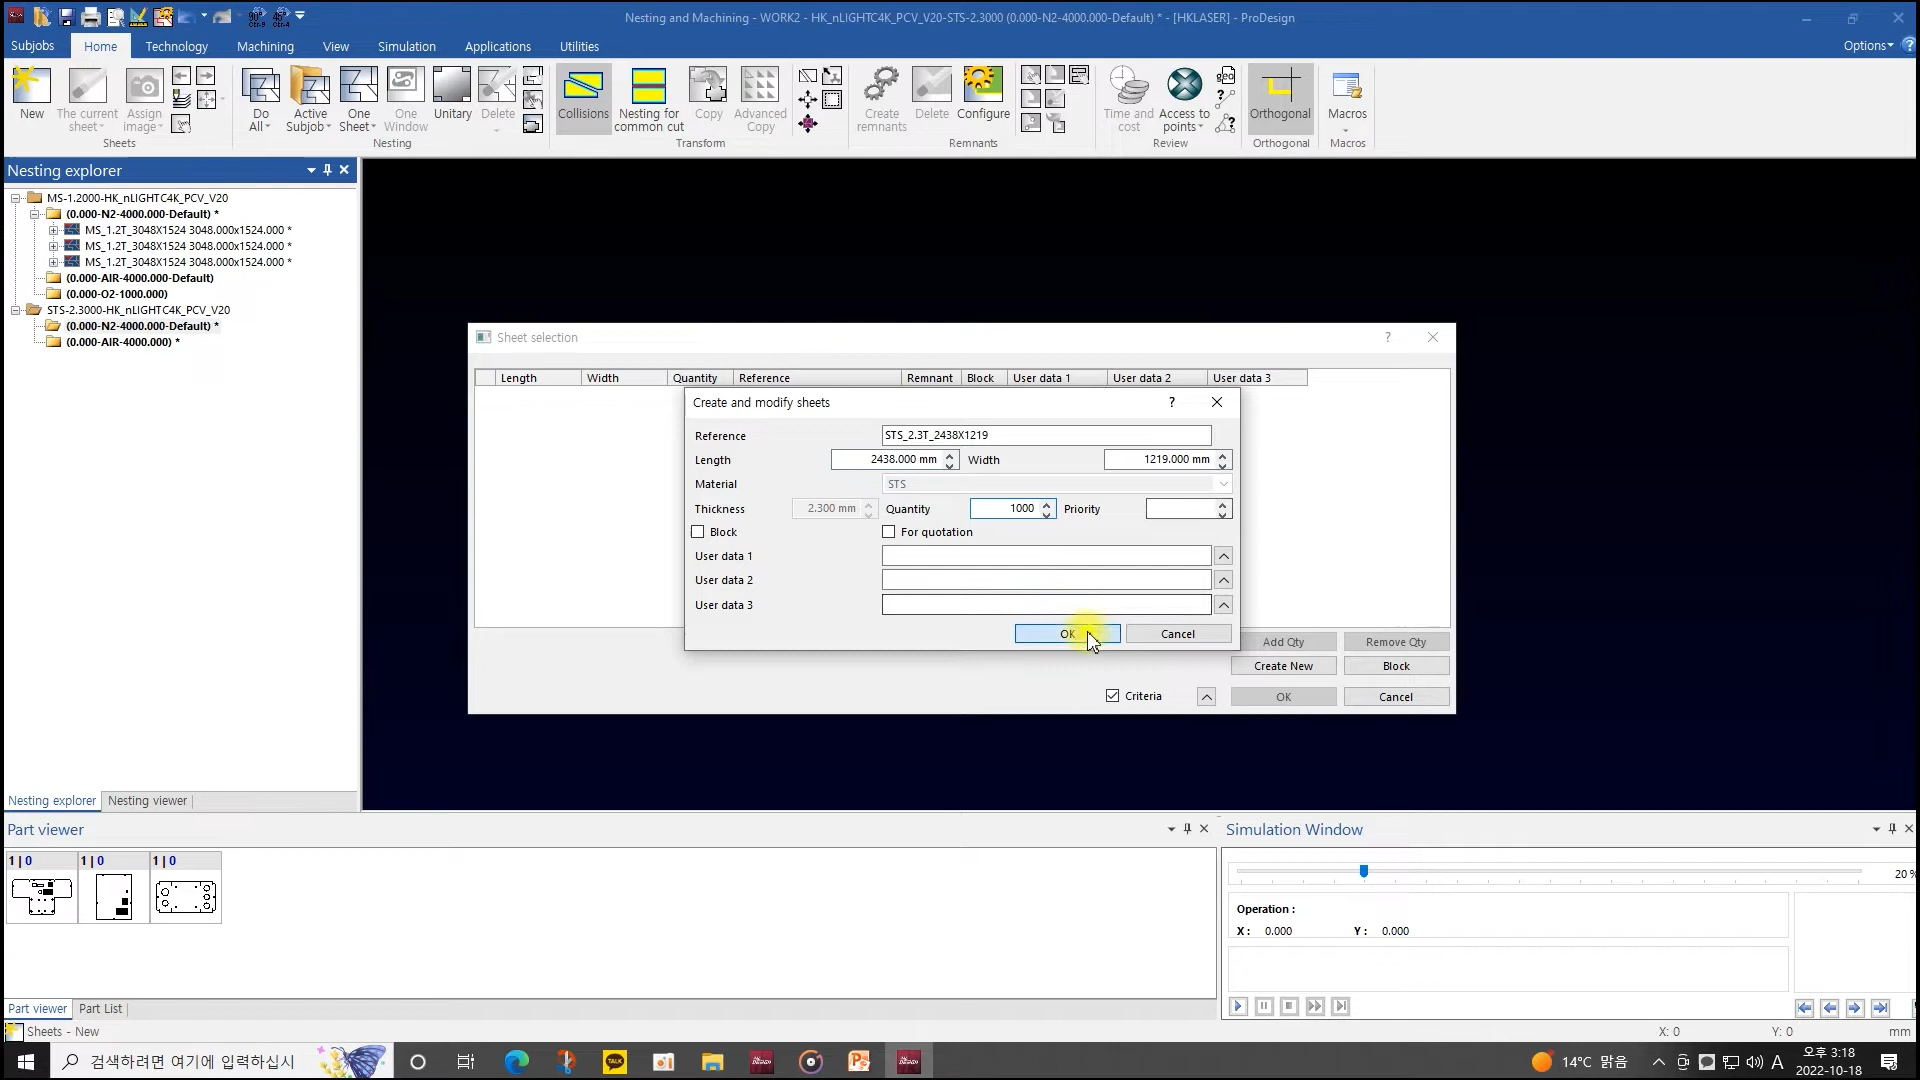 Nesting and Machining - WORK2 - HK_nLIGHTC4K_PCV_V20-STS-2.3000 (0.000-N2-4000.000-Default) * - [HKLASER] - ProDesign
Subjobs Home Technology Machining View Simulation Applications Utilities Options
New The current sheet Assign image Do All Active Subjob One Sheet One Window Unitary Delete Collisions Nesting for common cut Copy Advanced Copy Create remnants Delete Configure Time and cost Access to points Orthogonal Macros
Sheets Nesting Transform Remnants Review Orthogonal Macros
Nesting explorer
MS-1.2000-HK_nLIGHTC4K_PCV_V20
(0.000-N2-4000.000-Default) *
MS_1.2T_3048X1524 3048.000x1524.000 *
MS_1.2T_3048X1524 3048.000x1524.000 *
MS_1.2T_3048X1524 3048.000x1524.000 *
(0.000-AIR-4000.000-Default)
(0.000-O2-1000.000)
STS-2.3000-HK_nLIGHTC4K_PCV_V20
(0.000-N2-4000.000-Default) *
(0.000-AIR-4000.000) *
Sheet selection ?
Length Width Quantity Reference Remnant Block User data 1 User data 2 User data 3
Create and modify sheets ?
Reference STS_2.3T_2438X1219
Length 2438.000 mm Width 1219.000 mm
Material STS
Thickness 2.300 mm Quantity 1000 Priority
Block For quotation
User data 1
User data 2
User data 3
OK Cancel
Add Qty Remove Qty
Create New Block
Criteria OK Cancel
Nesting explorer Nesting viewer
Part viewer
1 | 0 1 | 0 1 | 0
Simulation Window
20 %
Operation :
X : 0.000 Y : 0.000
Part viewer Part List
Sheets - New X: 0 Y: 0 mm
검색하려면 여기에 입력하십시 14°C 맑음 A 오후 3:18
2022-10-18